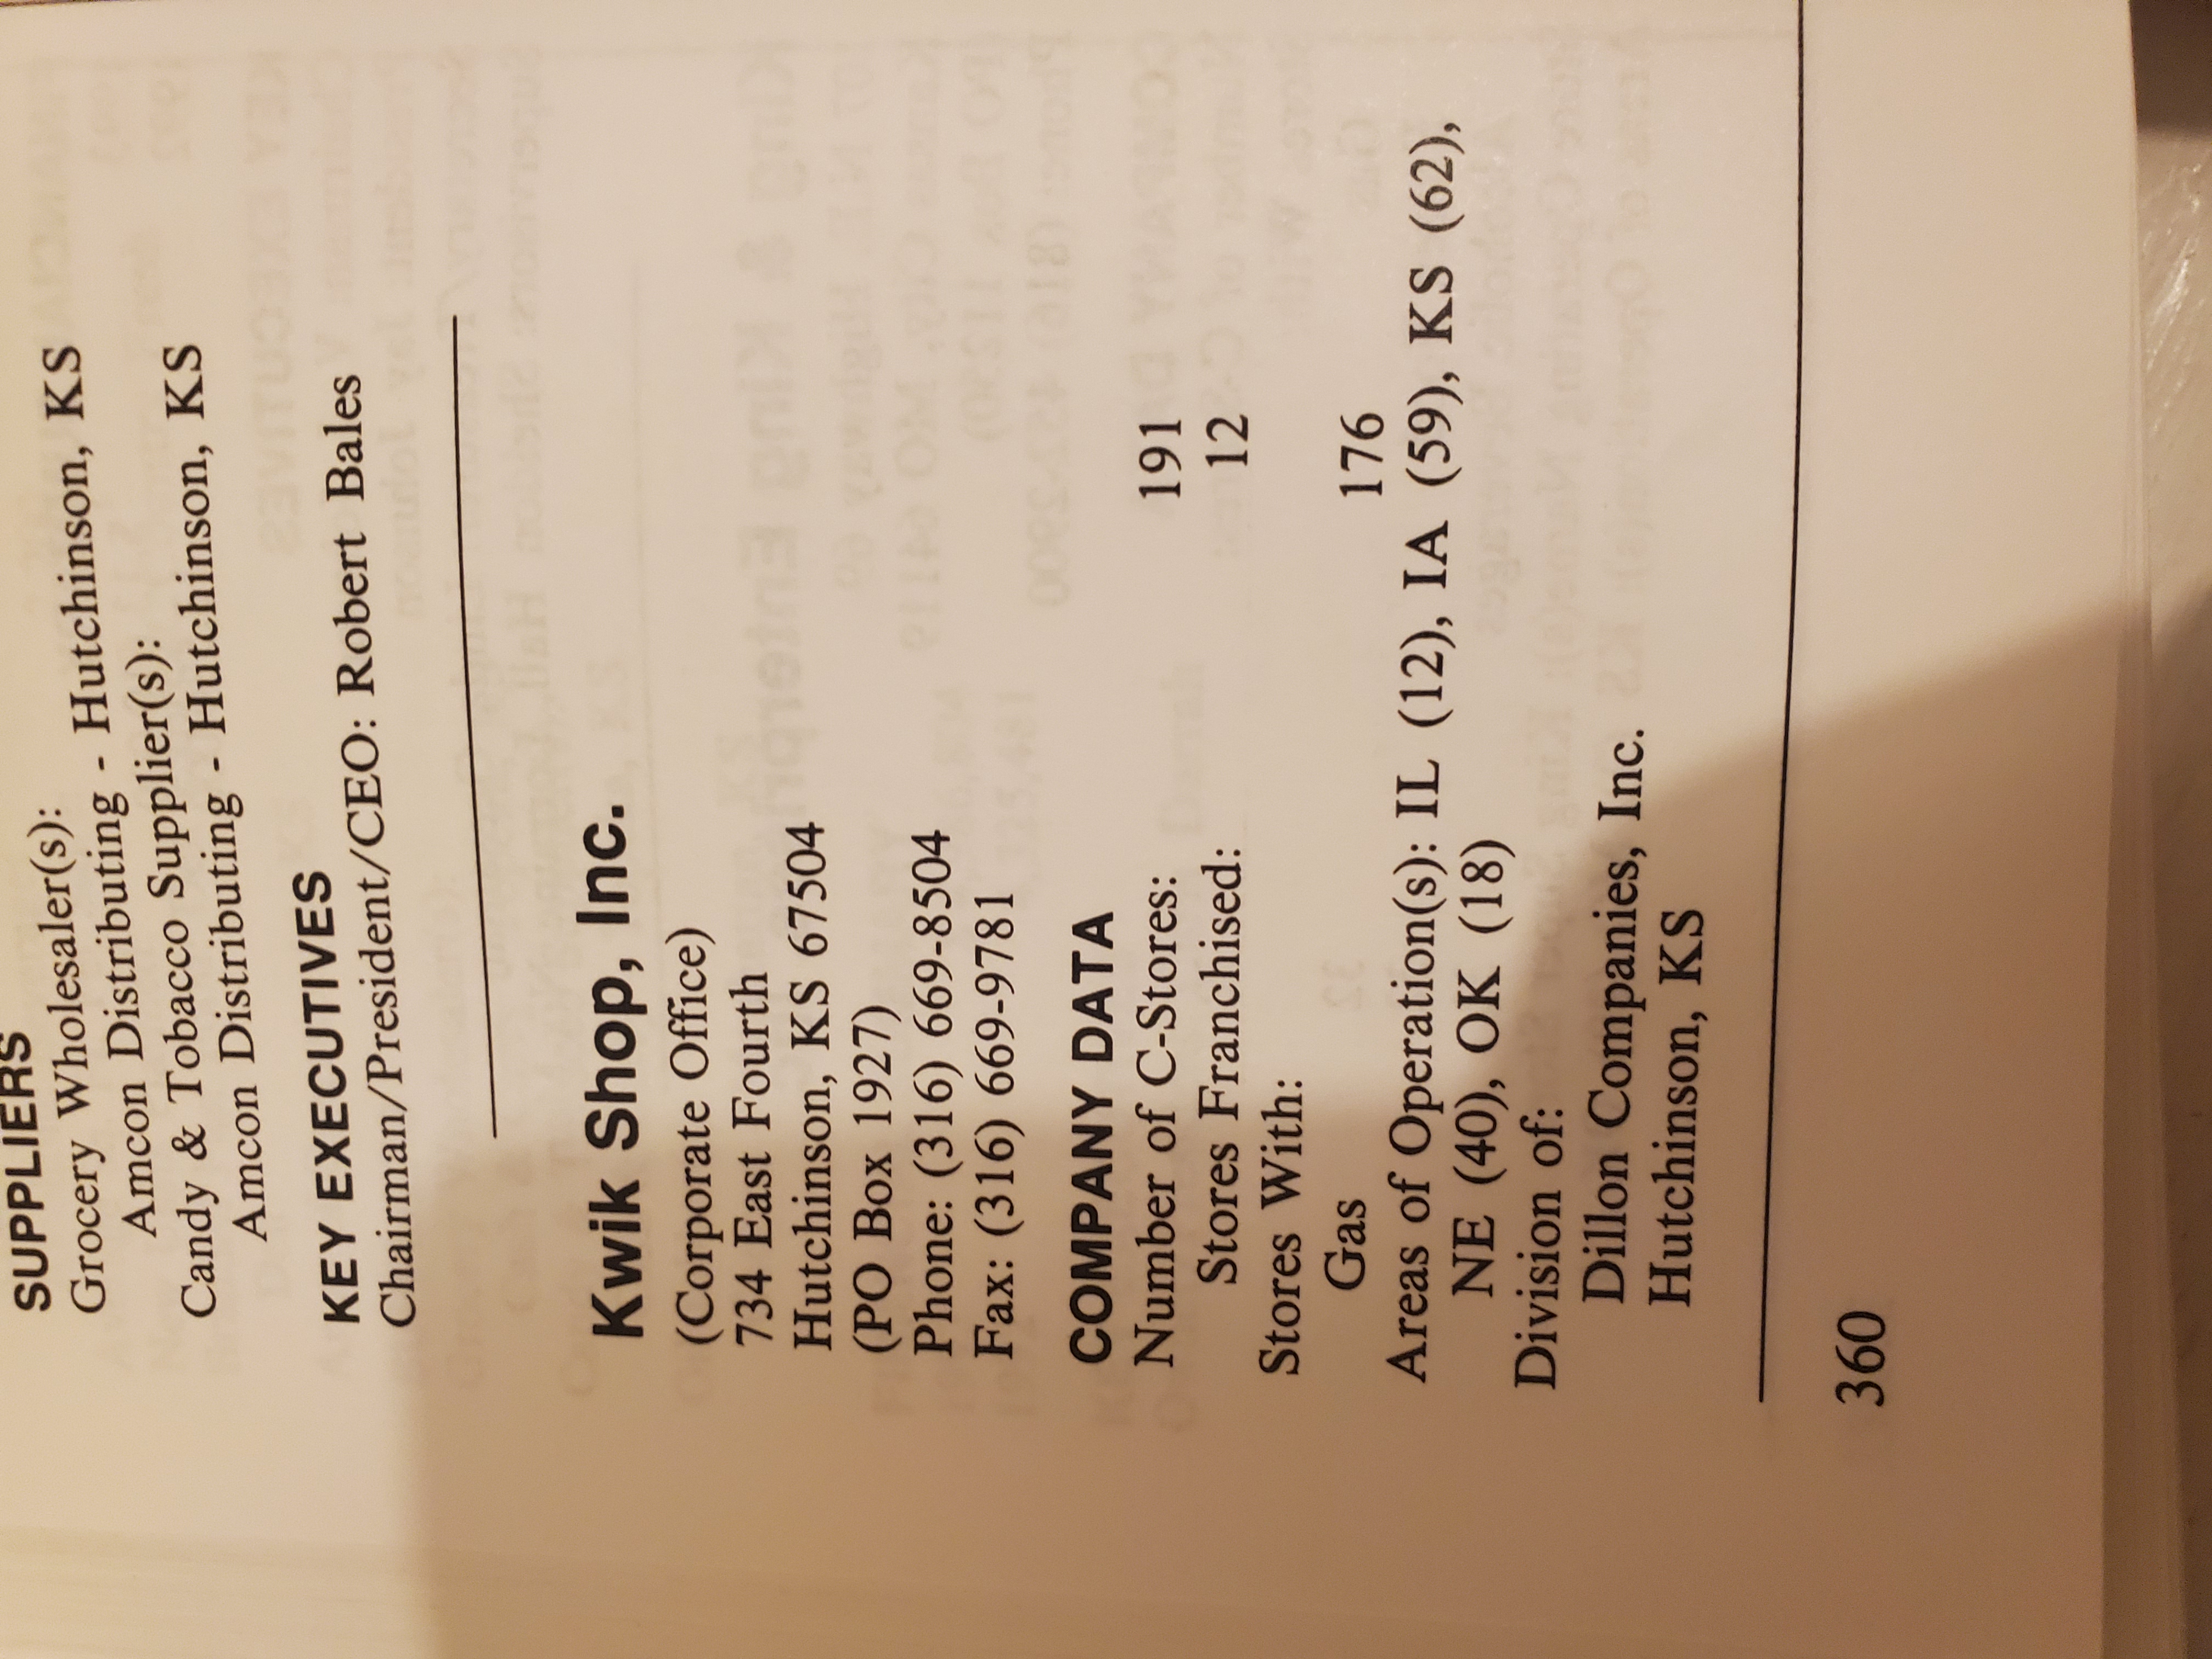 SUPPLIERS
Grocery Wholesaler(s):
Amcon Distributing - Hutchinson, KS
Candy & Tobacco Supplier(s):
Amcon Distributing - Hutchinson, KS
KEY EXECUTIVES
Chairman/President/CEO: Robert Bales
Kwik Shop, Inc.
(Corporate Office)
734 East Fourth
Hutchinson, KS 67504
(PO Box 1927)
Phone: (316) 669-8504
Fax: (316) 669-9781
COMPANY DATA
Number of C-Stores: 191
Stores Franchised: 12
Stores With:
Gas 176
Areas of Operation(s): IL (12), IA (59), KS (62),
NE (40), OK (18)
Division of:
Dillon Companies, Inc.
Hutchinson, KS
360